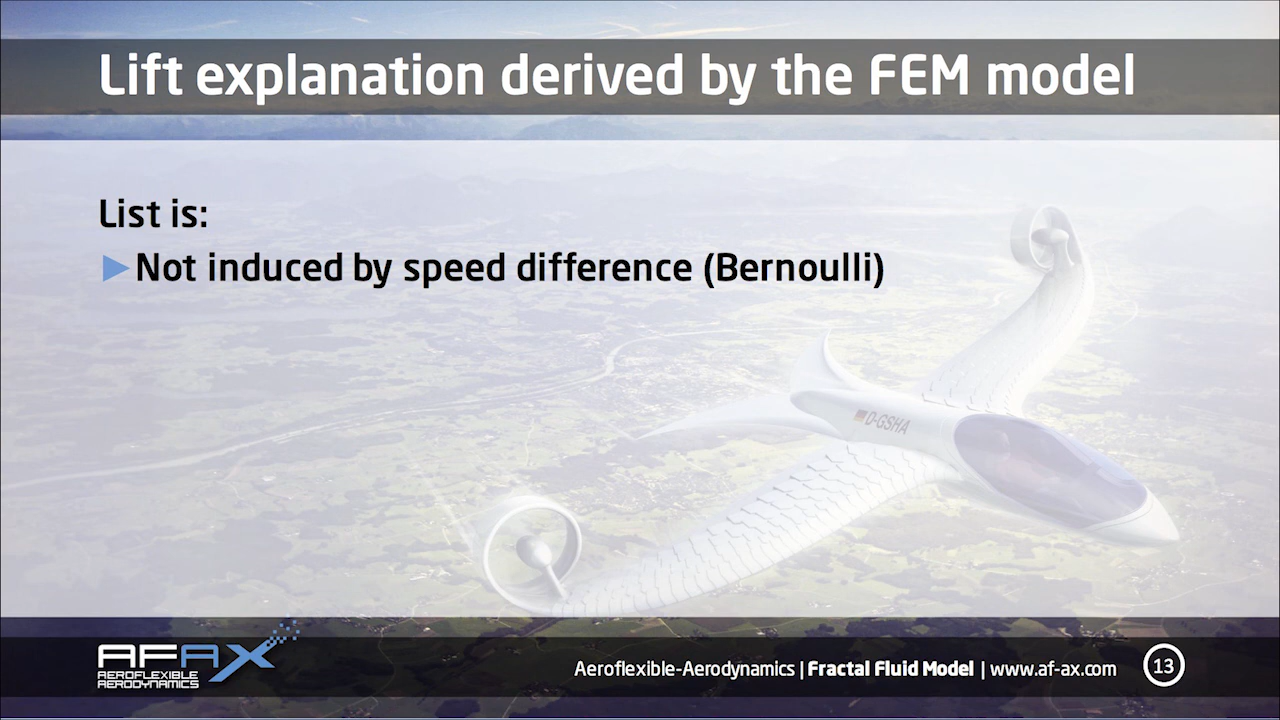 Lift explanation derived by the FEM model
List is:
Not induced by speed difference (Bernoulli)
D-GSHA
AFAX
AEROFLEXIBLE
AERODYNAMICS
Aeroflexible-Aerodynamics | Fractal Fluid Model | www.af-ax.com
13